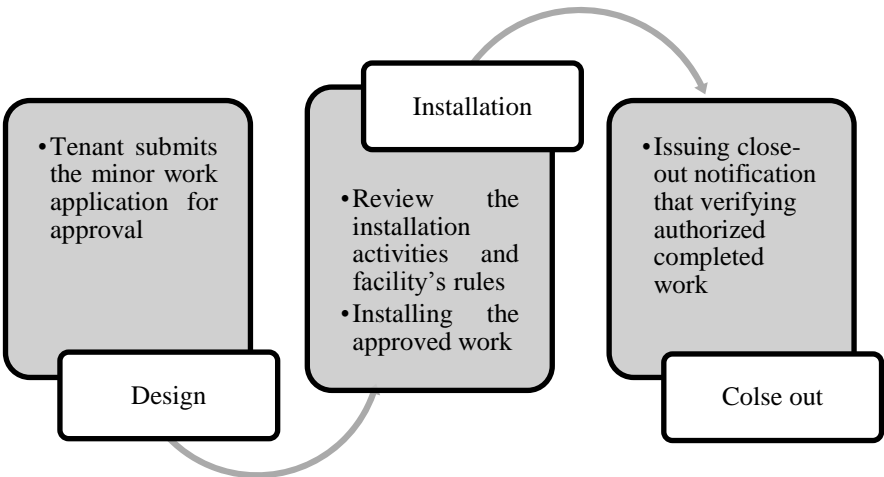 •Tenant submits
the minor work
application for
approval
Design
Installation
•Review the
installation
activities and
facility’s rules
•Installing the
approved work
•Issuing close-
out notification
that verifying
authorized
completed
work
Colse out